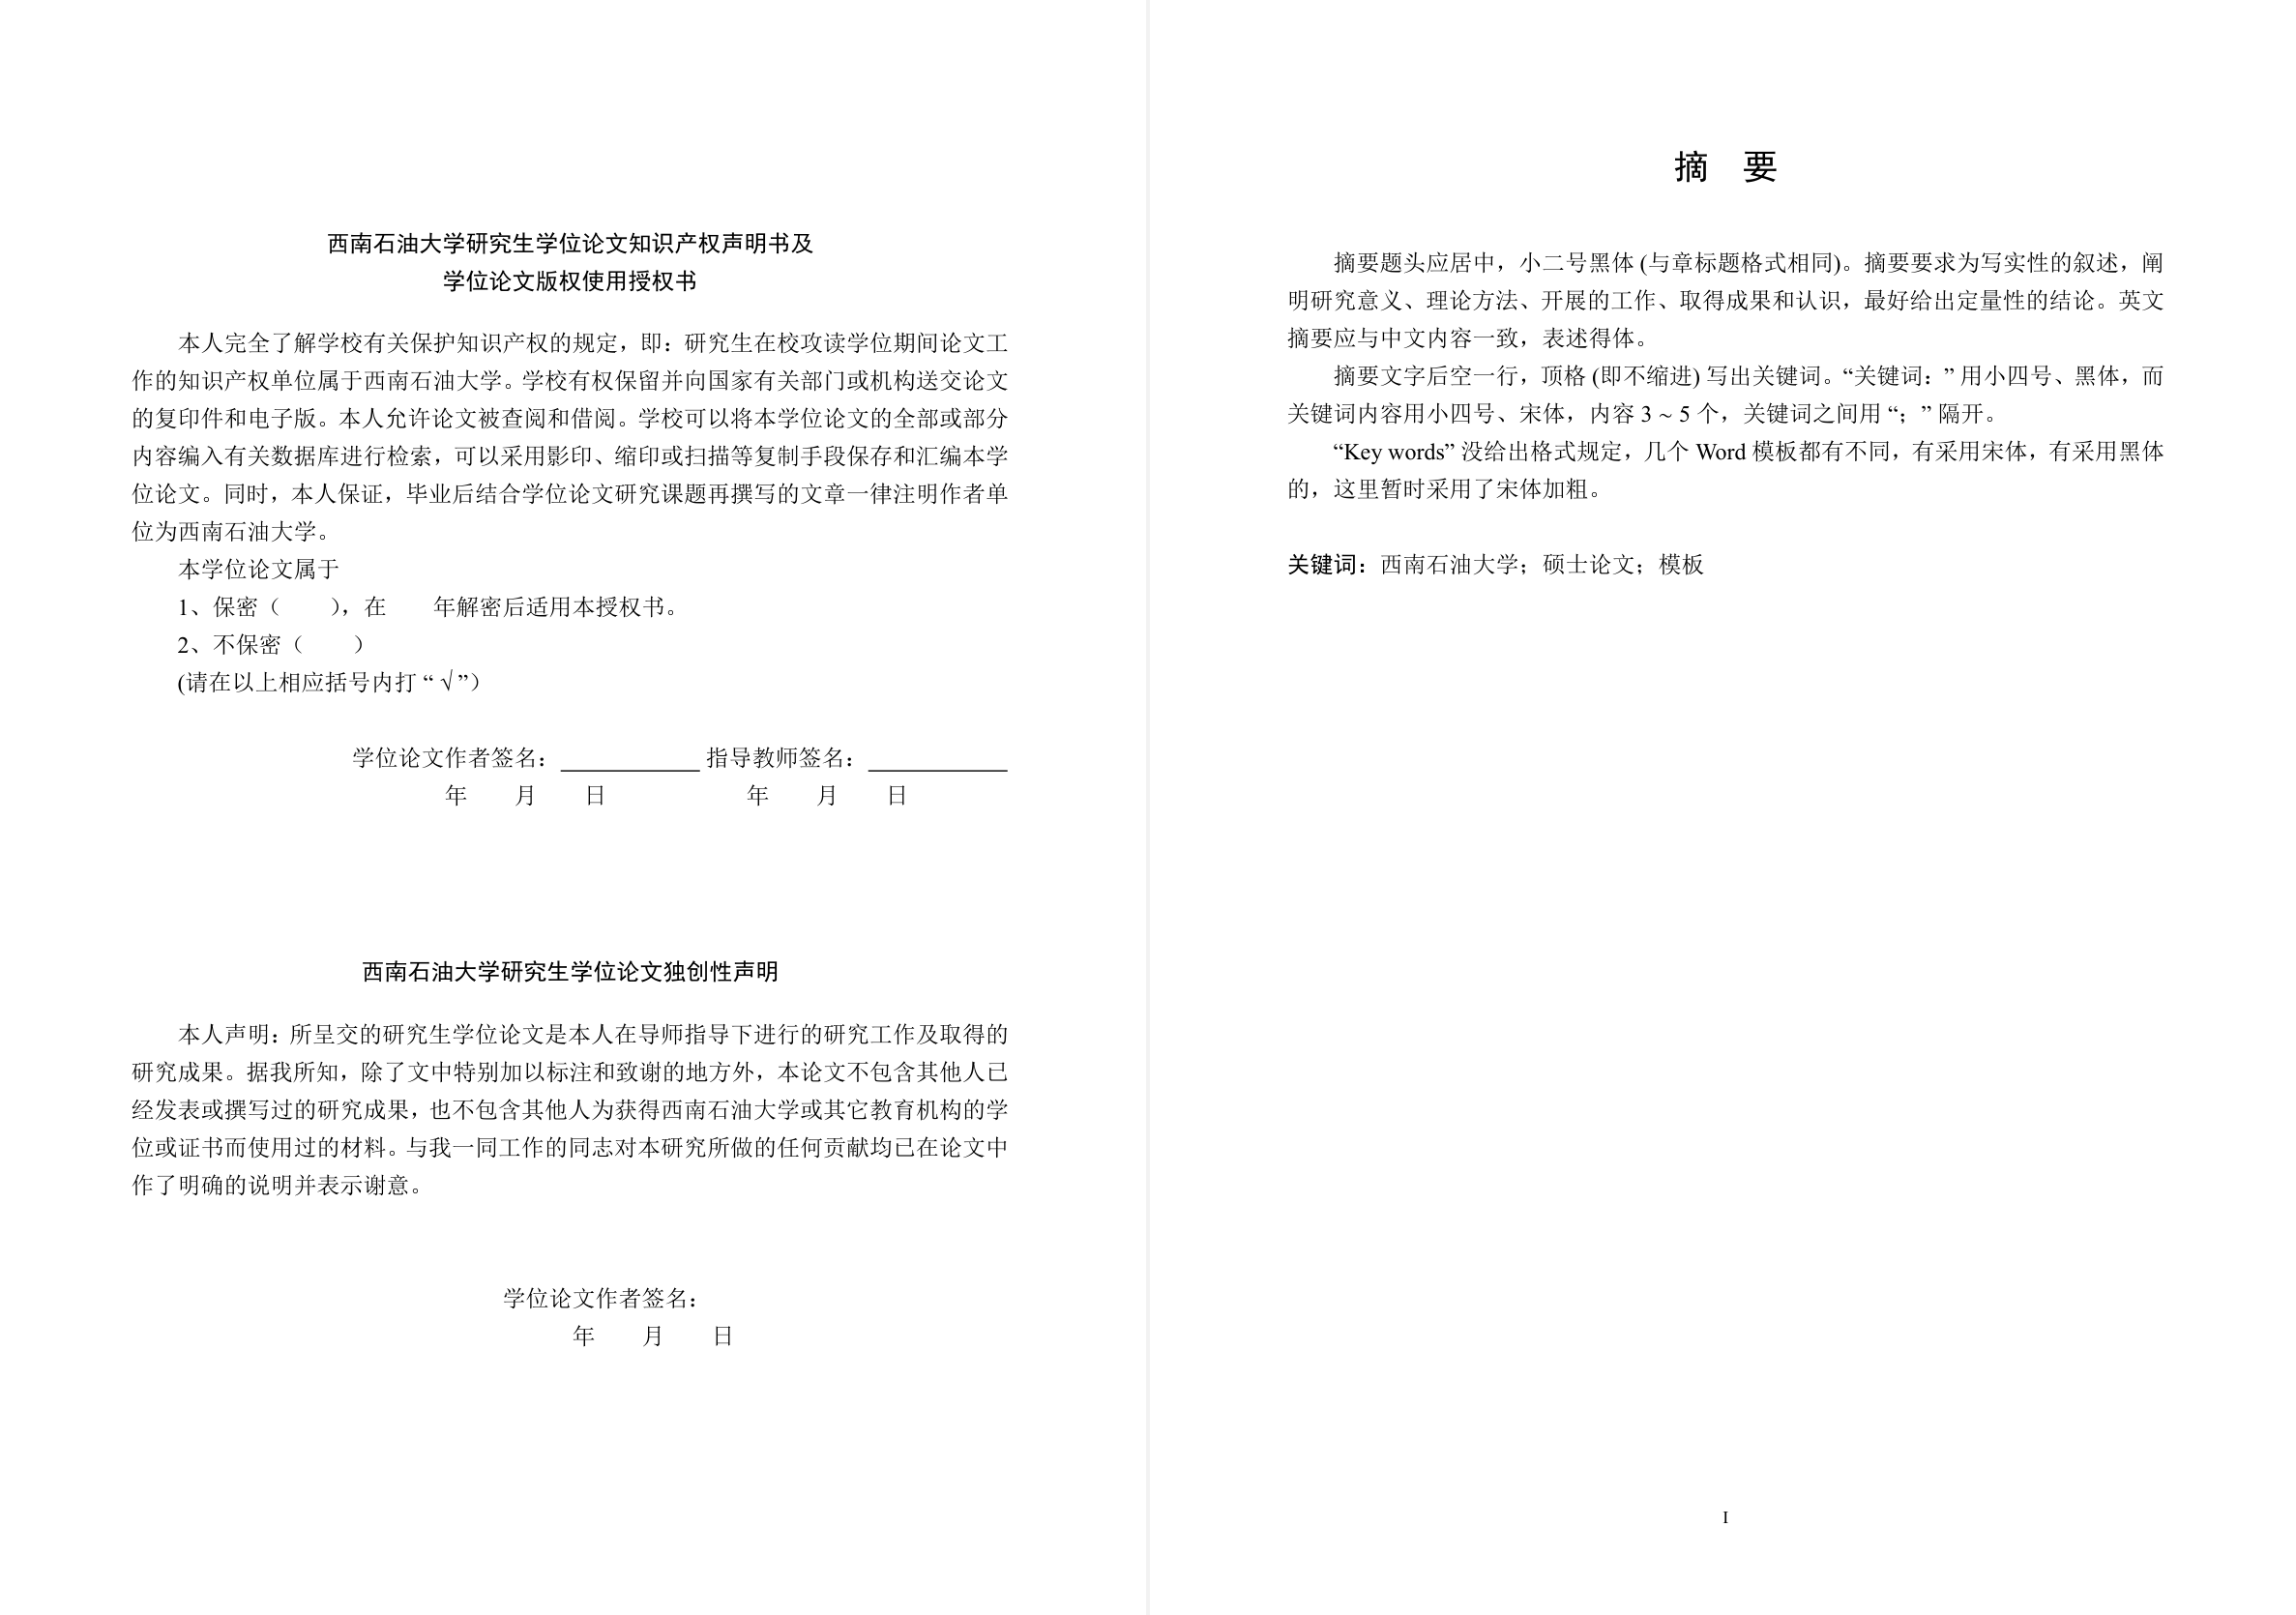 西南石油大学研究生学位论文知识产权声明书及
学位论文版权使用授权书
本人完全了解学校有关保护知识产权的规定，即：研究生在校攻读学位期间论文工
作的知识产权单位属于西南石油大学。学校有权保留并向国家有关部门或机构送交论文
的复印件和电子版。本人允许论文被查阅和借阅。学校可以将本学位论文的全部或部分
内容编入有关数据库进行检索，可以采用影印、缩印或扫描等复制手段保存和汇编本学
位论文。同时，本人保证，毕业后结合学位论文研究课题再撰写的文章一律注明作者单
位为西南石油大学。
本学位论文属于
1、保密（　　），在　　年解密后适用本授权书。
2、不保密（　　）
(请在以上相应括号内打 “ √ ”）
学位论文作者签名： 指导教师签名：
年　　月　　日　　年　　月　　日
西南石油大学研究生学位论文独创性声明
本人声明：所呈交的研究生学位论文是本人在导师指导下进行的研究工作及取得的
研究成果。据我所知，除了文中特别加以标注和致谢的地方外，本论文不包含其他人已
经发表或撰写过的研究成果，也不包含其他人为获得西南石油大学或其它教育机构的学
位或证书而使用过的材料。与我一同工作的同志对本研究所做的任何贡献均已在论文中
作了明确的说明并表示谢意。
学位论文作者签名：
年　　月　　日
摘　要
摘要题头应居中，小二号黑体 (与章标题格式相同)。摘要要求为写实性的叙述，阐
明研究意义、理论方法、开展的工作、取得成果和认识，最好给出定量性的结论。英文
摘要应与中文内容一致，表述得体。
摘要文字后空一行，顶格 (即不缩进) 写出关键词。“关键词：” 用小四号、黑体，而
关键词内容用小四号、宋体，内容 3 ~ 5 个，关键词之间用 “；” 隔开。
“Key words” 没给出格式规定，几个 Word 模板都有不同，有采用宋体，有采用黑体
的，这里暂时采用了宋体加粗。
关键词：西南石油大学；硕士论文；模板
I